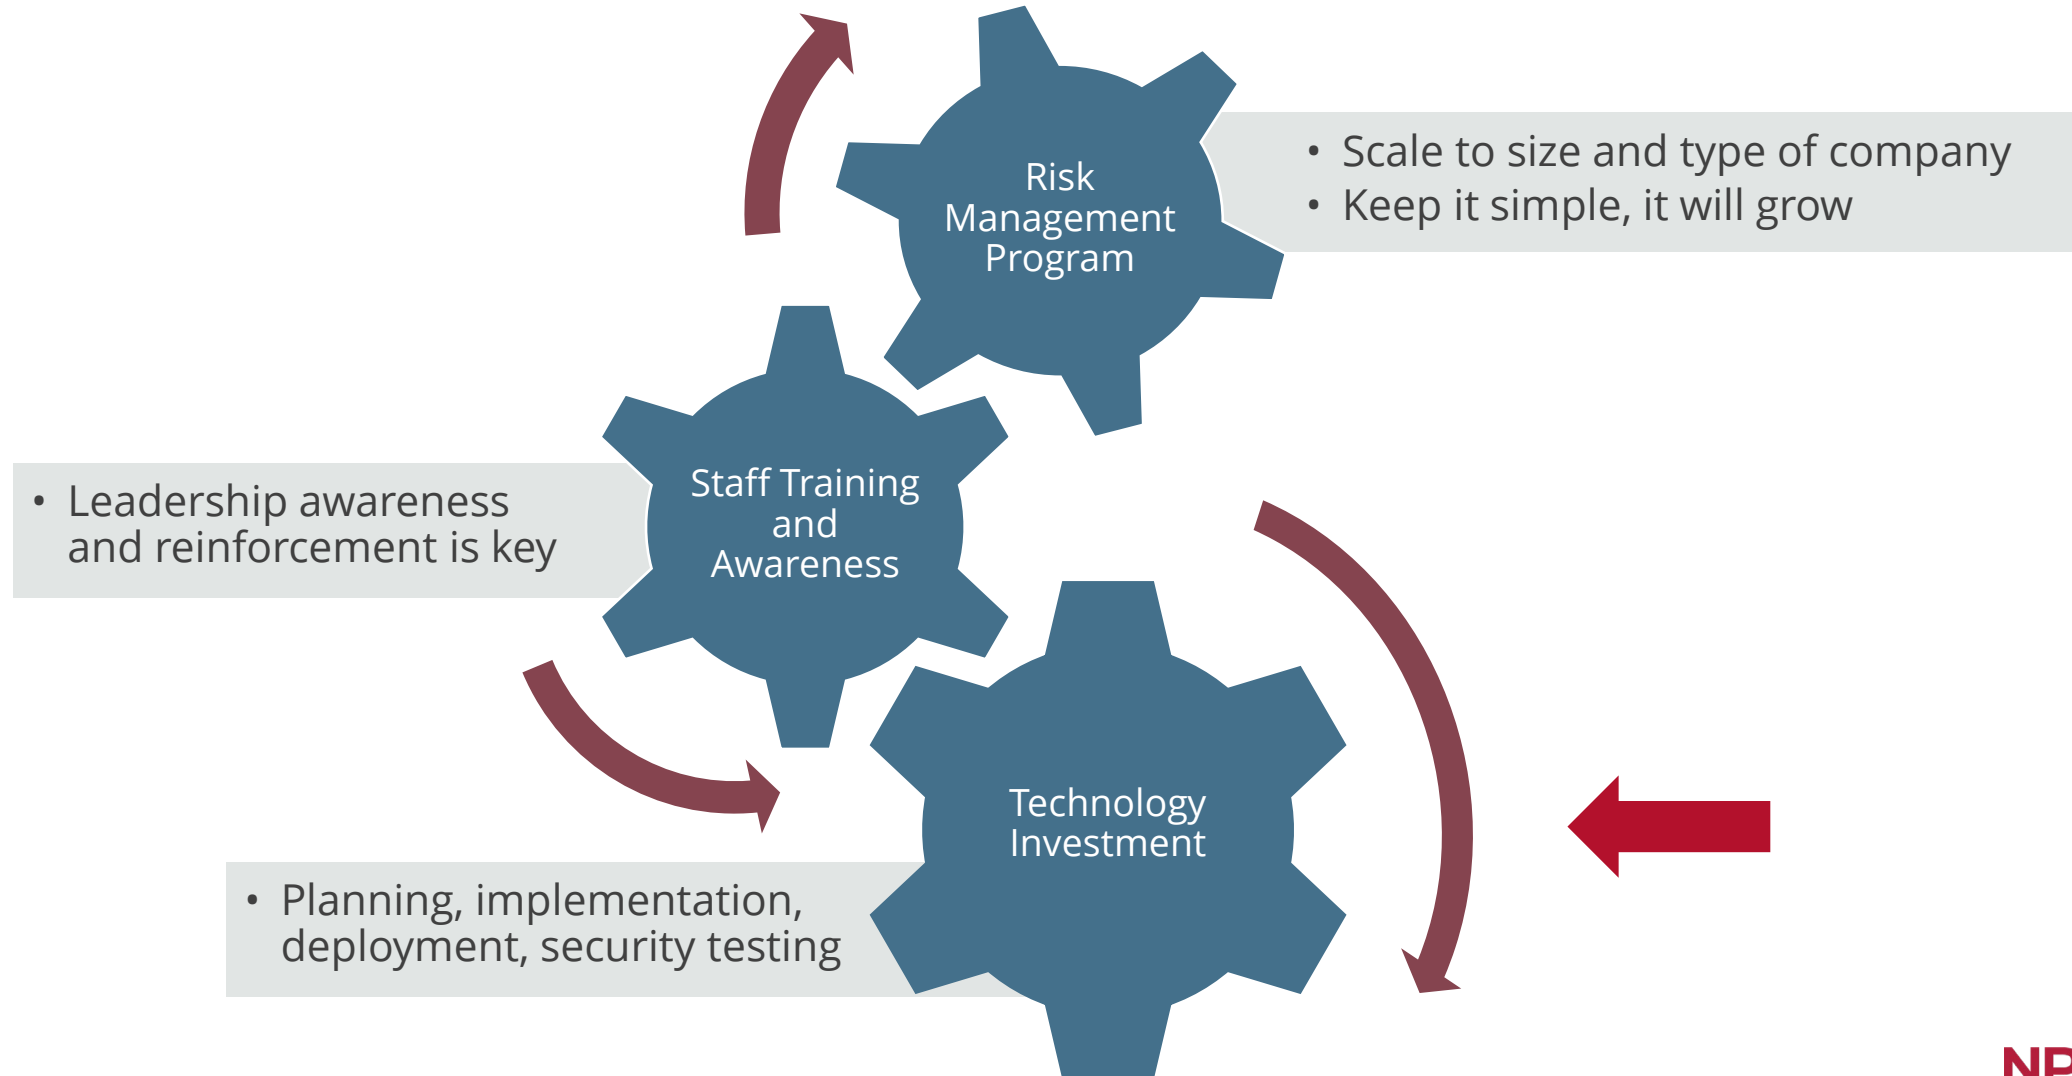 Risk
Management
Program
• Scale to size and type of company
• Keep it simple, it will grow
Staff Training
and
Awareness
• Leadership awareness
and reinforcement is key
Technology
Investment
• Planning, implementation,
deployment, security testing